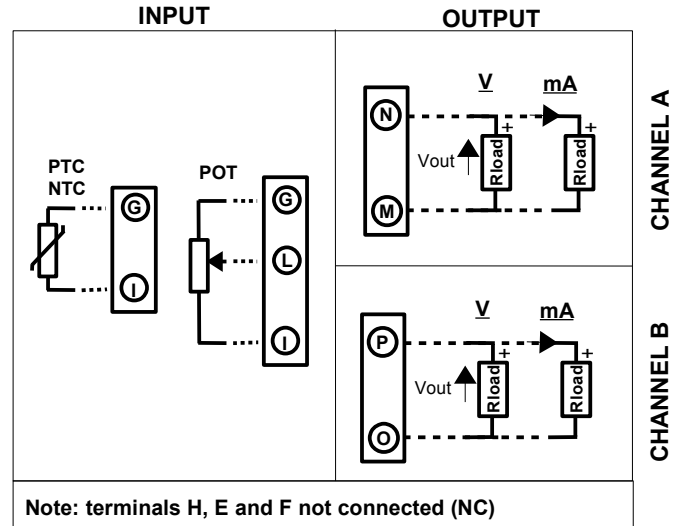 INPUT
OUTPUT
PTC
NTC
G
I
POT
G
L
I
V
mA
N
M
Vout
Rload
+
Rload
+
CHANNEL A
V
mA
P
O
Vout
Rload
+
Rload
+
CHANNEL B
Note: terminals H, E and F not connected (NC)